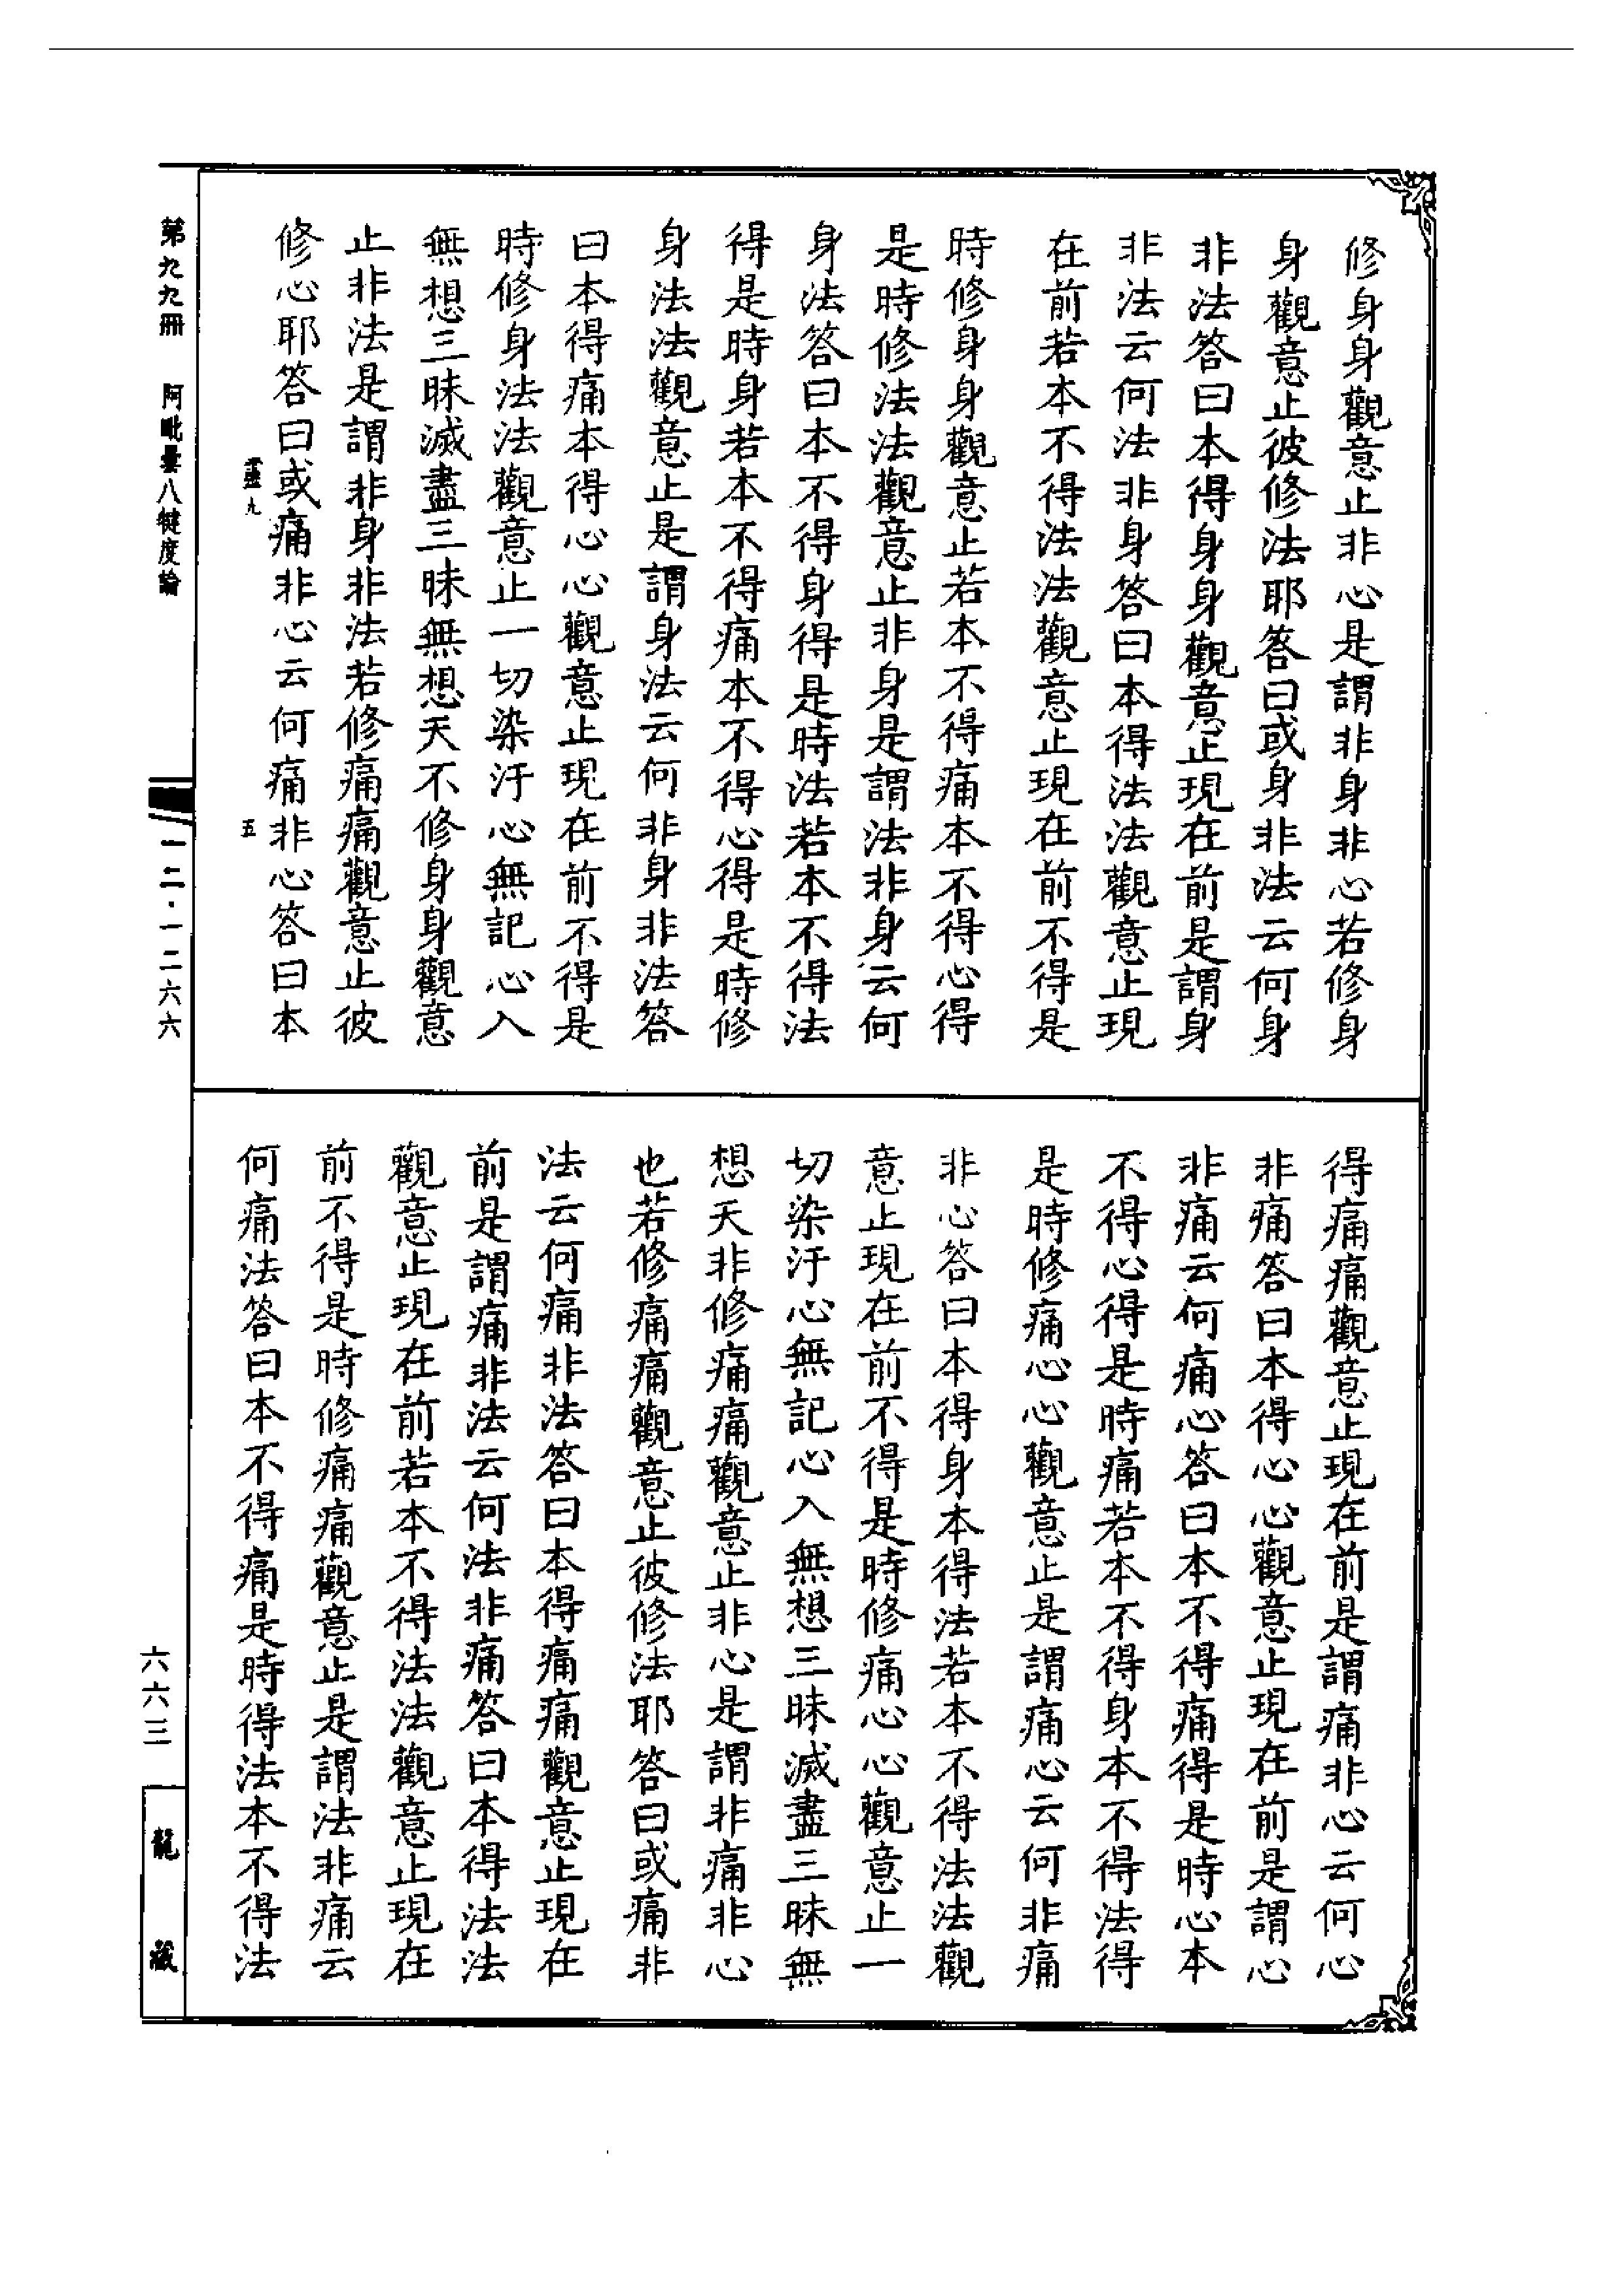 修身身觀意止非心是謂非身非心若修身
身觀意止彼修法耶答曰或身非法云何身
非法答曰本得身身觀意止現在前是謂身
非法云何法非身答曰本得法法觀意止現
在前若本不得法法觀意止現在前不得是
時修身身觀意止若本不得痛本不得心得
是時修法法觀意止非身是謂法非身云何
身法答曰本不得身得是時法若本不得法
得是時身若本不得痛本不得心得是時修
身法法觀意止是謂身法云何非身非法答
曰本得痛本得心心觀意止現在前不得是
時修身法法觀意止一切染汙心無記心入
無想三昧滅盡三昧無想天不修身身觀意
止非法是謂非身非法若修痛痛觀意止彼
修心耶答曰或痛非心云何痛非心答曰本
得痛痛觀意止現在前是謂痛非心云何心
非痛答曰本得心心觀意止現在前是謂心
非痛云何痛心答曰本不得痛得是時心本
不得心得是時痛若本不得身本不得法得
是時修痛心心觀意止是謂痛心云何非痛
非心答曰本得身本得法若本不得法法觀
意止現在前不得是時修痛心心觀意止一
切染汙心無記心入無想三昧滅盡三昧無
想天非修痛痛觀意止非心是謂非痛非心
也若修痛痛觀意止彼修法耶答曰或痛非
法云何痛非法答曰本得痛痛觀意止現在
前是謂痛非法云何法非痛答曰本得法法
觀意止現在前若本不得法法觀意止現在
前不得是時修痛痛觀意止是謂法非痛云
何痛法答曰本不得痛是時得法本不得法
靈九
五
第九九冊 阿毗曇八犍度論
一二·一二六六
六六三
龍藏